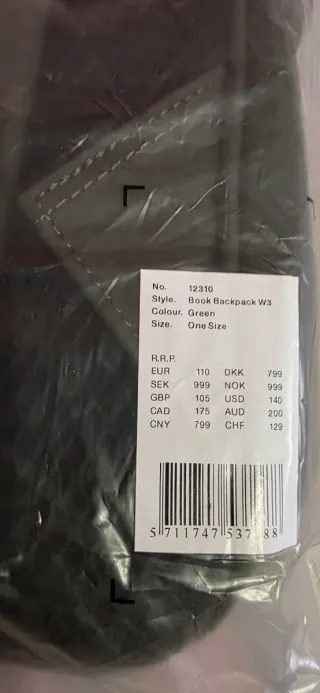 No. 12310
Style. Book Backpack W3
Colour. Green
Size. One Size
R.R.P.
EUR 110 DKK 799
SEK 999 NOK 999
GBP 105 USD 140
CAD 175 AUD 200
CNY 799 CHF 129
5 711747 537